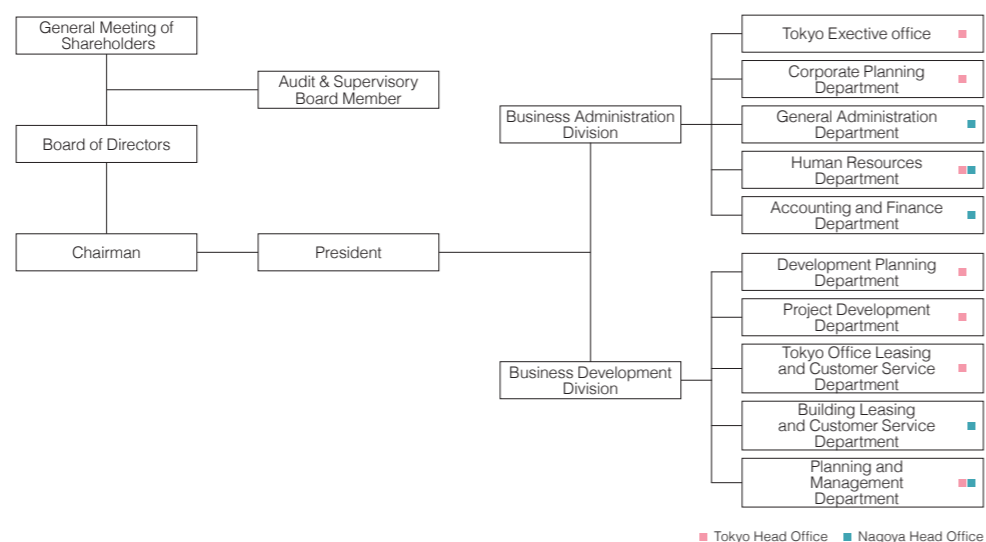 General Meeting of
Shareholders
Audit & Supervisory
Board Member
Board of Directors
Chairman
President
Business Administration
Division
Tokyo Exective office
Corporate Planning
Department
General Administration
Department
Human Resources
Department
Accounting and Finance
Department
Business Development
Division
Development Planning
Department
Project Development
Department
Tokyo Office Leasing
and Customer Service
Department
Building Leasing
and Customer Service
Department
Planning and
Management
Department
Tokyo Head Office
Nagoya Head Office